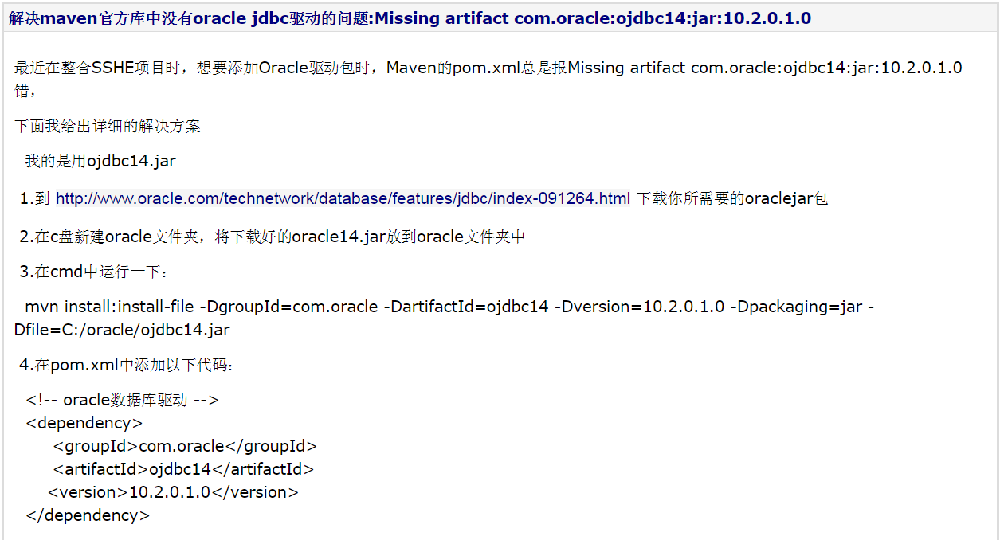 解决maven官方库中没有oracle jdbc驱动的问题:Missing artifact com.oracle:ojdbc14:jar:10.2.0.1.0
最近在整合SSHE项目时，想要添加Oracle驱动包时，Maven的pom.xml总是报Missing artifact com.oracle:ojdbc14:jar:10.2.0.1.0
错，
下面我给出详细的解决方案
我的是用ojdbc14.jar
1.到 http://www.oracle.com/technetwork/database/features/jdbc/index-091264.html 下载你所需要的oraclejar包
2.在c盘新建oracle文件夹，将下载好的oracle14.jar放到oracle文件夹中
3.在cmd中运行一下：
mvn install:install-file -DgroupId=com.oracle -DartifactId=ojdbc14 -Dversion=10.2.0.1.0 -Dpackaging=jar -
Dfile=C:/oracle/ojdbc14.jar
4.在pom.xml中添加以下代码：
<!-- oracle数据库驱动 -->
<dependency>
<groupId>com.oracle</groupId>
<artifactId>ojdbc14</artifactId>
<version>10.2.0.1.0</version>
</dependency>